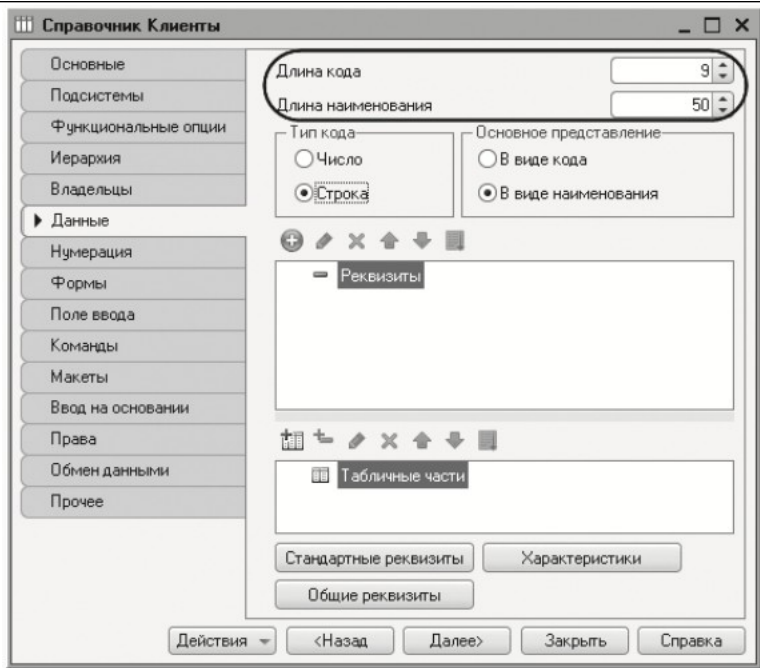 Справочник Клиенты
Основные
Подсистемы
Функциональные опции
Иерархия
Владельцы
Данные
Нумерация
Формы
Поле ввода
Команды
Макеты
Ввод на основании
Права
Обмен данными
Прочее
Длина кода 9
Длина наименования 50
Тип кода
Число
Строка
Основное представление
В виде кода
В виде наименования
Реквизиты
Табличные части
Стандартные реквизиты Характеристики
Общие реквизиты
Действия <Назад Далее> Закрыть Справка